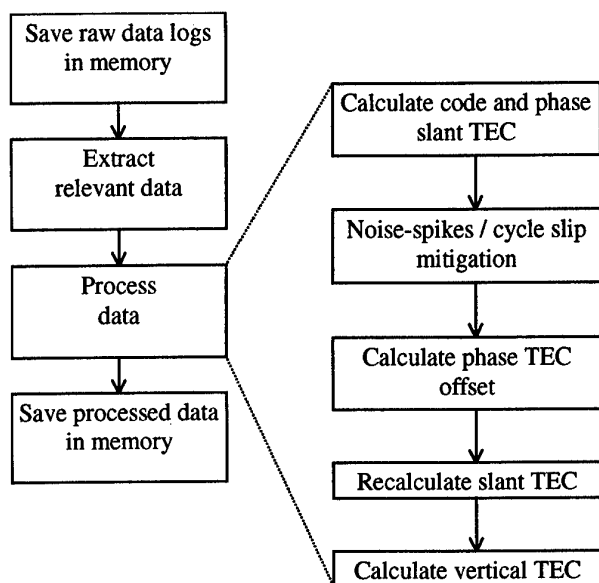 Save raw data logs
in memory
Extract
relevant data
Process
data
Save processed data
in memory
Calculate code and phase
slant TEC
Noise-spikes / cycle slip
mitigation
Calculate phase TEC
offset
Recalculate slant TEC
Calculate vertical TEC